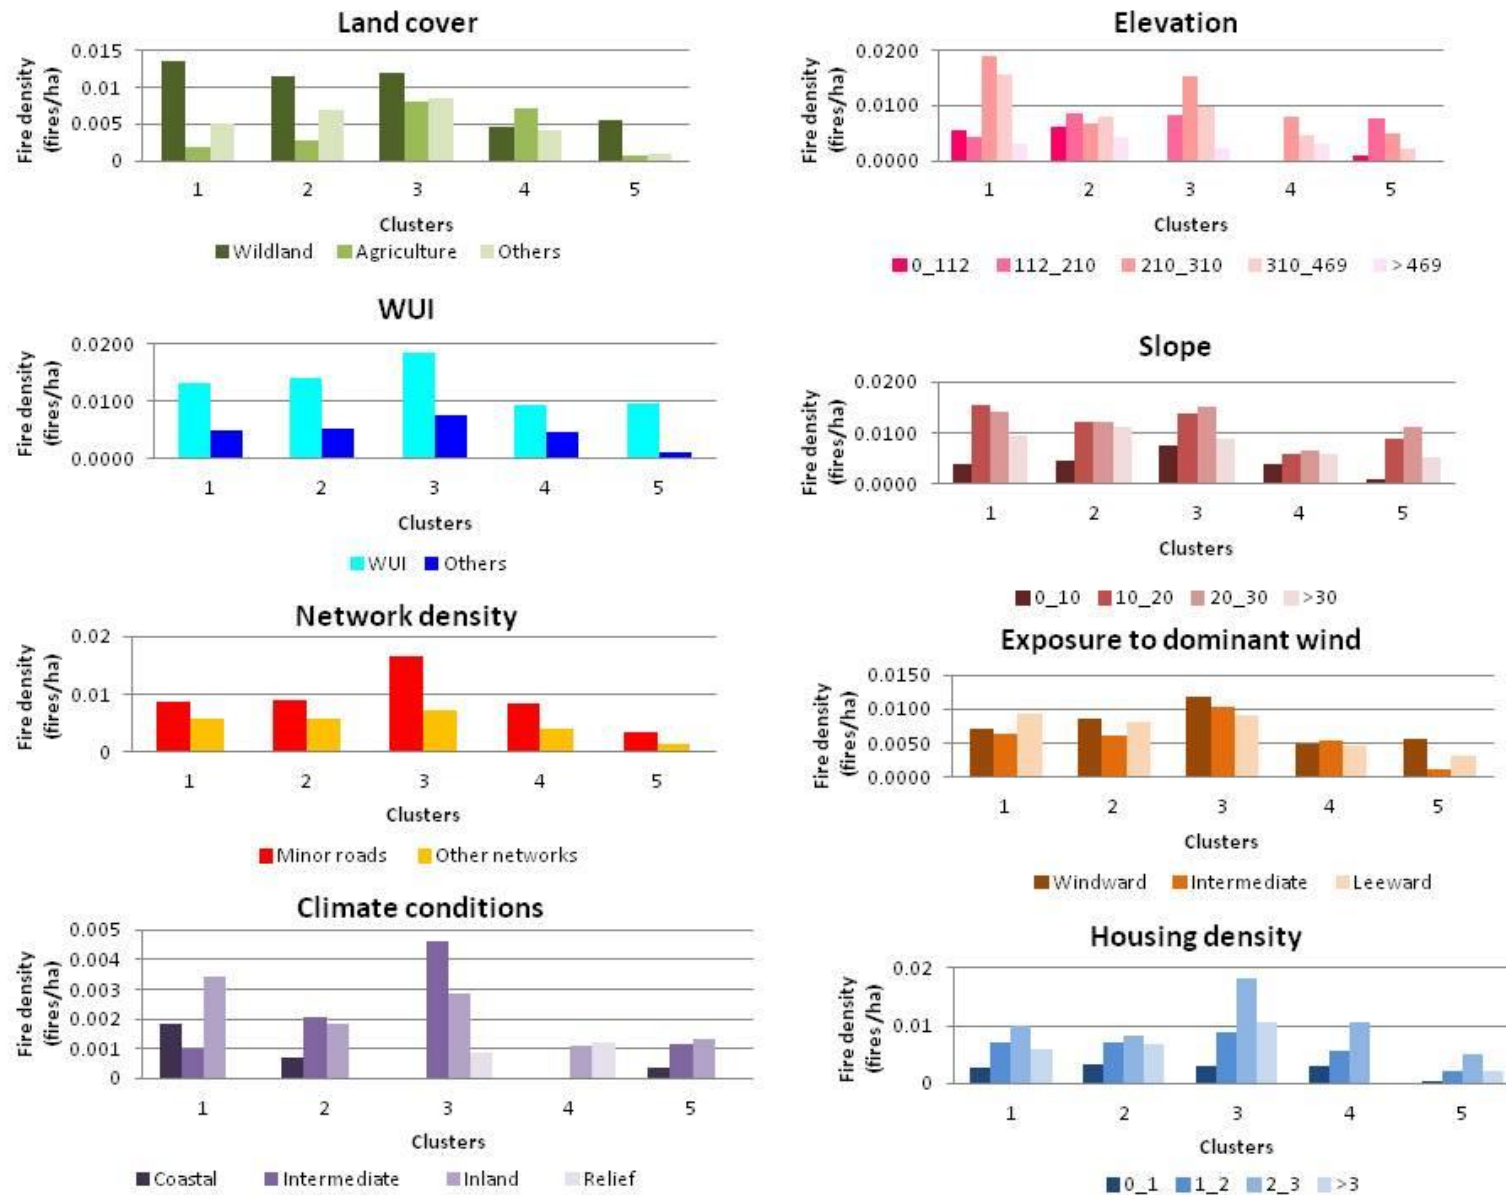 Land cover
Fire density
(fires/ha)
0.015
0.01
0.005
0
1 2 3 4 5
Clusters
Wildland Agriculture Others
WUI
Fire density
(fires/ha)
0.0200
0.0100
0.0000
1 2 3 4 5
Clusters
WUI Others
Network density
Fire density
(fires/ha)
0.02
0.01
0
1 2 3 4 5
Clusters
Minor roads Other networks
Climate conditions
Fire density
(fires/ha)
0.005
0.004
0.003
0.002
0.001
0
1 2 3 4 5
Clusters
Coastal Intermediate Inland Relief
Elevation
Fire density
(fires/ha)
0.0200
0.0100
0.0000
1 2 3 4 5
Clusters
0_112 112_210 210_310 310_469 >469
Slope
Fire density
(fires/ha)
0.0200
0.0100
0.0000
1 2 3 4 5
Clusters
0_10 10_20 20_30 >30
Exposure to dominant wind
Fire density
(fires/ha)
0.0150
0.0100
0.0050
0.0000
1 2 3 4 5
Clusters
Windward Intermediate Leeward
Housing density
Fire density
(fires /ha)
0.02
0.01
0
1 2 3 4 5
Clusters
0_1 1_2 2_3 >3